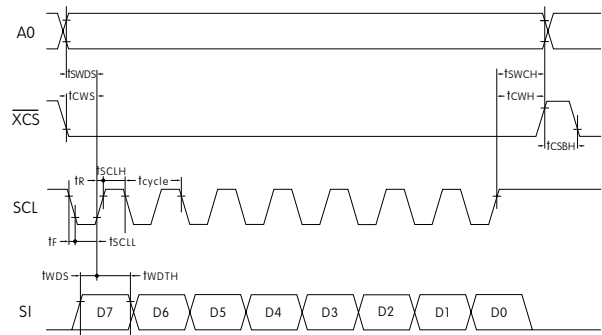 A0
tSWDS
tSWCH
tCWS
tCWH
XCS
tCSBH
tSCLH
tR
tcycle
SCL
tF
tSCLL
tWDS
tWDTH
SI
D7 D6 D5 D4 D3 D2 D1 D0